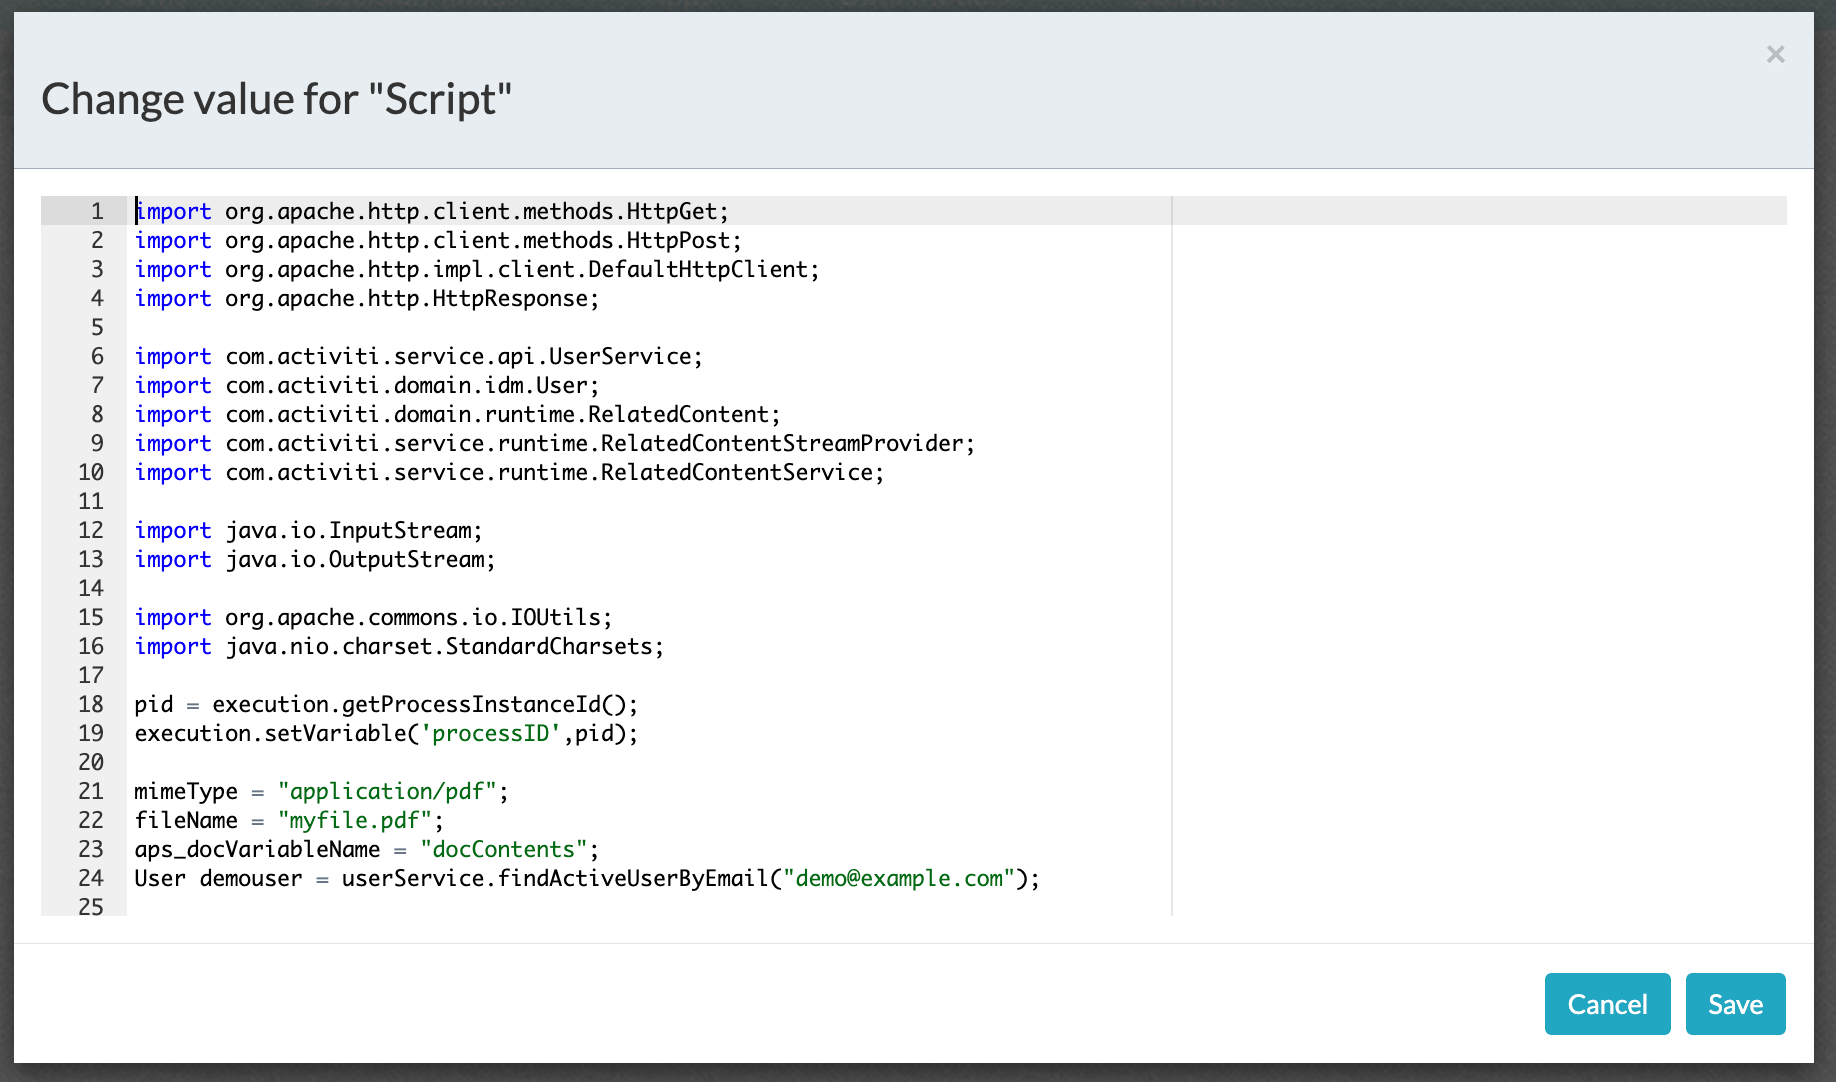 ×
Change value for "Script"
1 import org.apache.http.client.methods.HttpGet;
2 import org.apache.http.client.methods.HttpPost;
3 import org.apache.http.impl.client.DefaultHttpClient;
4 import org.apache.http.HttpResponse;
5
6 import com.activiti.service.api.UserService;
7 import com.activiti.domain.idm.User;
8 import com.activiti.domain.runtime.RelatedContent;
9 import com.activiti.service.runtime.RelatedContentStreamProvider;
10 import com.activiti.service.runtime.RelatedContentService;
11
12 import java.io.InputStream;
13 import java.io.OutputStream;
14
15 import org.apache.commons.io.IOUtils;
16 import java.nio.charset.StandardCharsets;
17
18 pid = execution.getProcessInstanceId();
19 execution.setVariable('processID',pid);
20
21 mimeType = "application/pdf";
22 fileName = "myfile.pdf";
23 aps_docVariableName = "docContents";
24 User demouser = userService.findActiveUserByEmail("demo@example.com");
25
Cancel Save